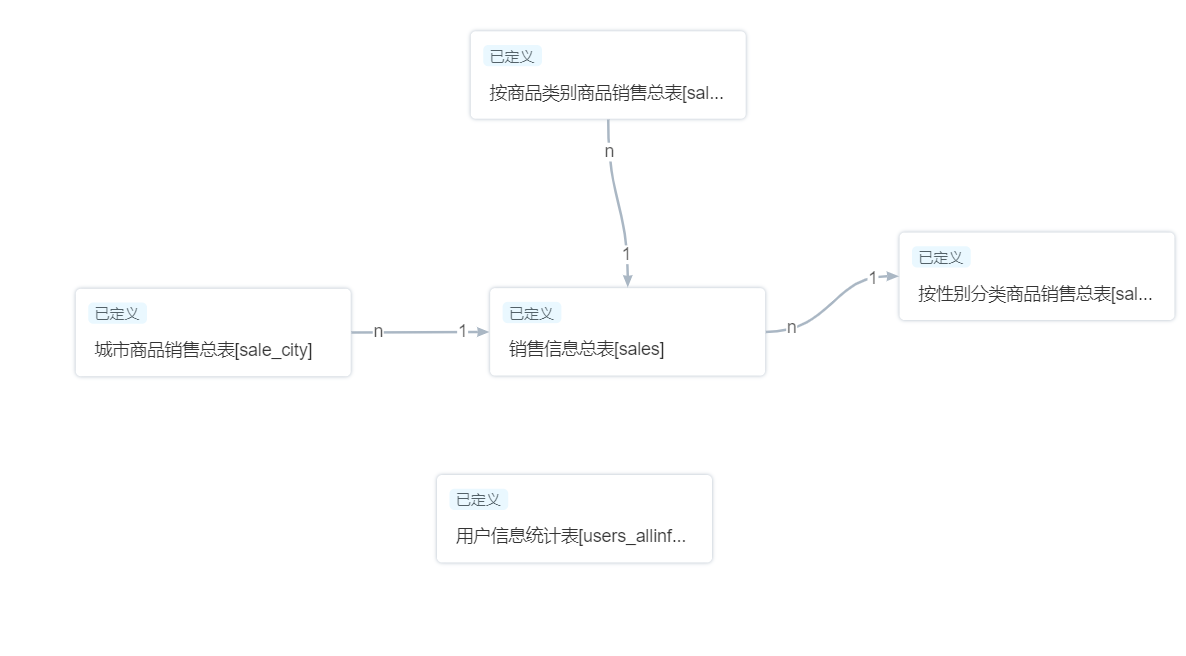 已定义
按商品类别商品销售总表[sal...
n
1
已定义
按性别分类商品销售总表[sal...
1
n
已定义
城市商品销售总表[sale_city]
n
1
已定义
销售信息总表[sales]
已定义
用户信息统计表[users_allinf...